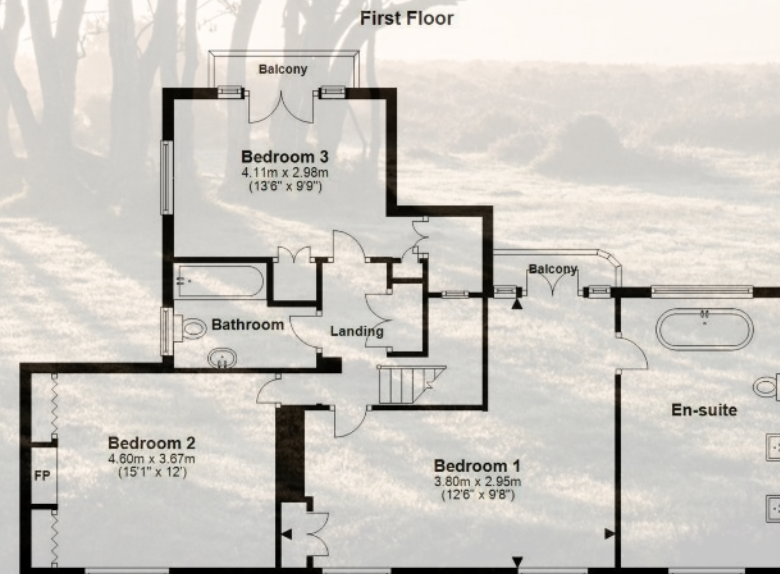 First Floor
Balcony
Bedroom 3
4.11m x 2.98m
(13'6" x 9'9")
Balcony
Bathroom
Landing
En-suite
Bedroom 2
4.60m x 3.67m
(15'1" x 12')
FP
Bedroom 1
3.80m x 2.95m
(12'6" x 9'8")